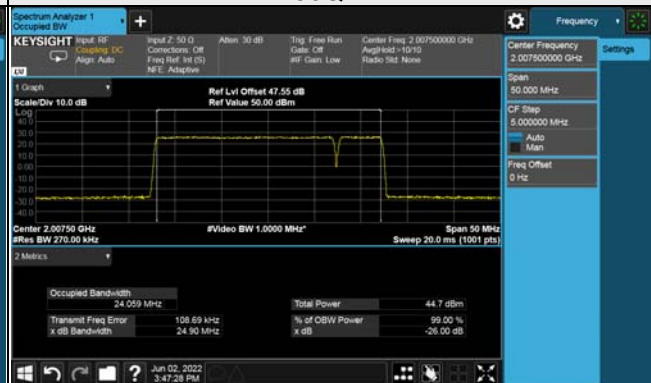 Spectrum Analyzer 1
Occupied BW
Frequency
KEYSIGHT
Input: RF
Coupling: DC
Align: Auto
Input Z: 50 Ω
Corrections: Off
Freq Ref: Int (S)
NFE: Adaptive
Atten: 30 dB
Trig: Free Run
Gate: Off
#IF Gain: Low
Center Freq: 2.007500000 GHz
Avg|Hold:>10/10
Radio Std: None
Center Frequency
2.007500000 GHz
Settings
Span
50.000 MHz
CF Step
5.000000 MHz
Auto
Man
Freq Offset
0 Hz
1 Graph
Scale/Div 10.0 dB
Ref Lvl Offset 47.55 dB
Ref Value 50.00 dBm
Log
40.0
30.0
20.0
10.0
0.00
-10.0
-20.0
-30.0
-40.0
Center 2.00750 GHz
#Video BW 1.0000 MHz*
Span 50 MHz
#Res BW 270.00 kHz
Sweep 20.0 ms (1001 pts)
2 Metrics
Occupied Bandwidth
24.059 MHz
Total Power
44.7 dBm
Transmit Freq Error
108.69 kHz
% of OBW Power
99.00 %
x dB Bandwidth
24.90 MHz
x dB
-26.00 dB
Jun 02, 2022
3:47:28 PM